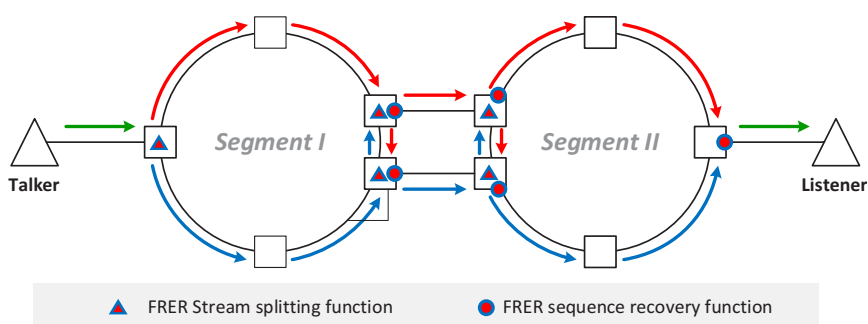 Segment I
Segment II
Talker
Listener
FRER Stream splitting function
FRER sequence recovery function